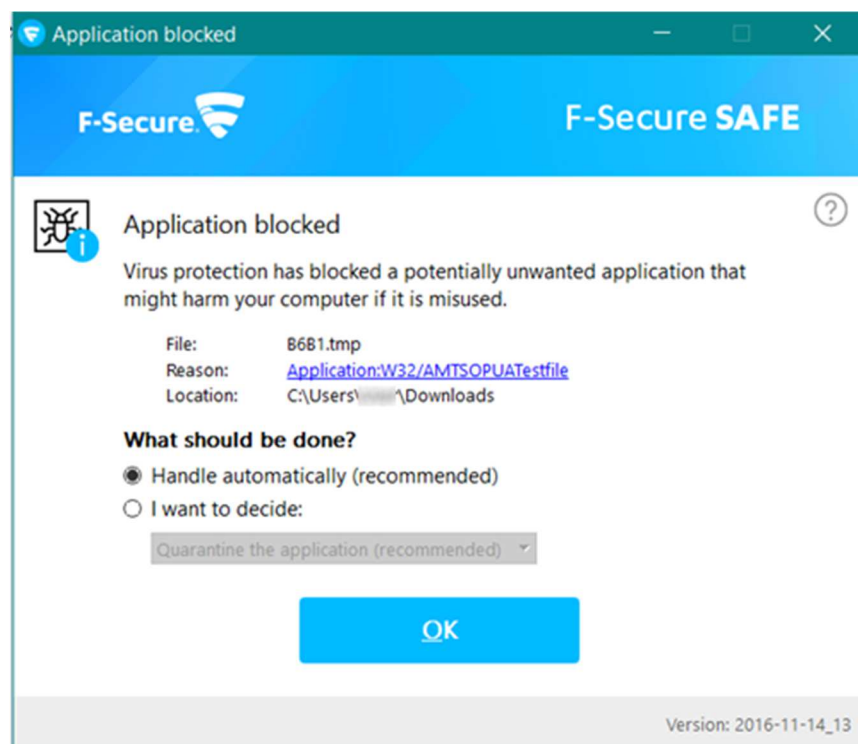 Application blocked
F-Secure.
F-Secure SAFE
Application blocked
Virus protection has blocked a potentially unwanted application that
might harm your computer if it is misused.
File: B6B1.tmp
Reason: Application:W32/AMTSOPUATestfile
Location: C:\Users\ \Downloads
What should be done?
Handle automatically (recommended)
I want to decide:
Quarantine the application (recommended)
OK
Version: 2016-11-14_13